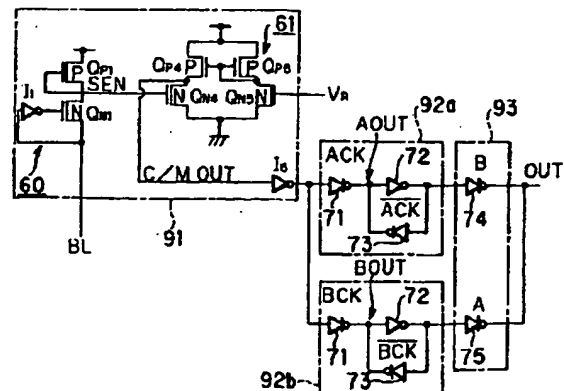 61
QP4 P P QP6
P QP1
SEN
I1 N QN1
N QN4 QN5 N
VR
60
92a
93
AOUT
ACK 72
B OUT
C/M OUT I6
71 ACK 74
73
91
BL
BOUT
BCK 72
A
71 BCK 75
73
92b